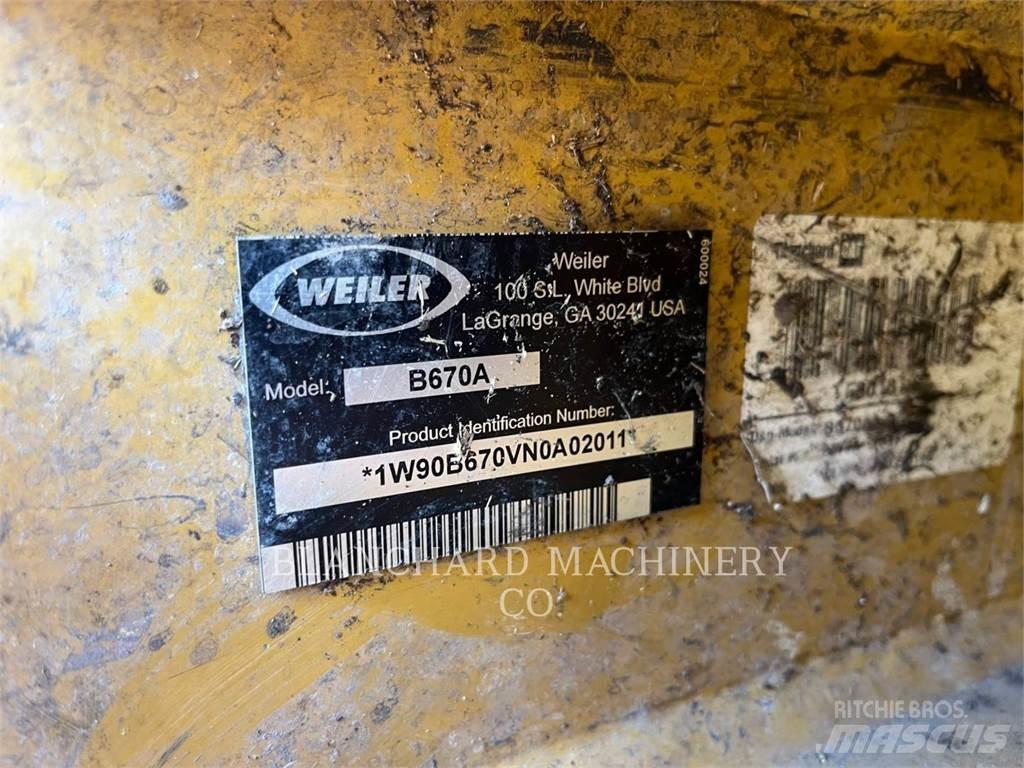 WEILER
Weiler
100 S.L. White Blvd
LaGrange, GA 30241 USA
600024
Model: B670A
Product Identification Number:
*1W90B670VN0A02011*
BLANCHARD MACHINERY
CO.
RITCHIE BROS.
MASCUS